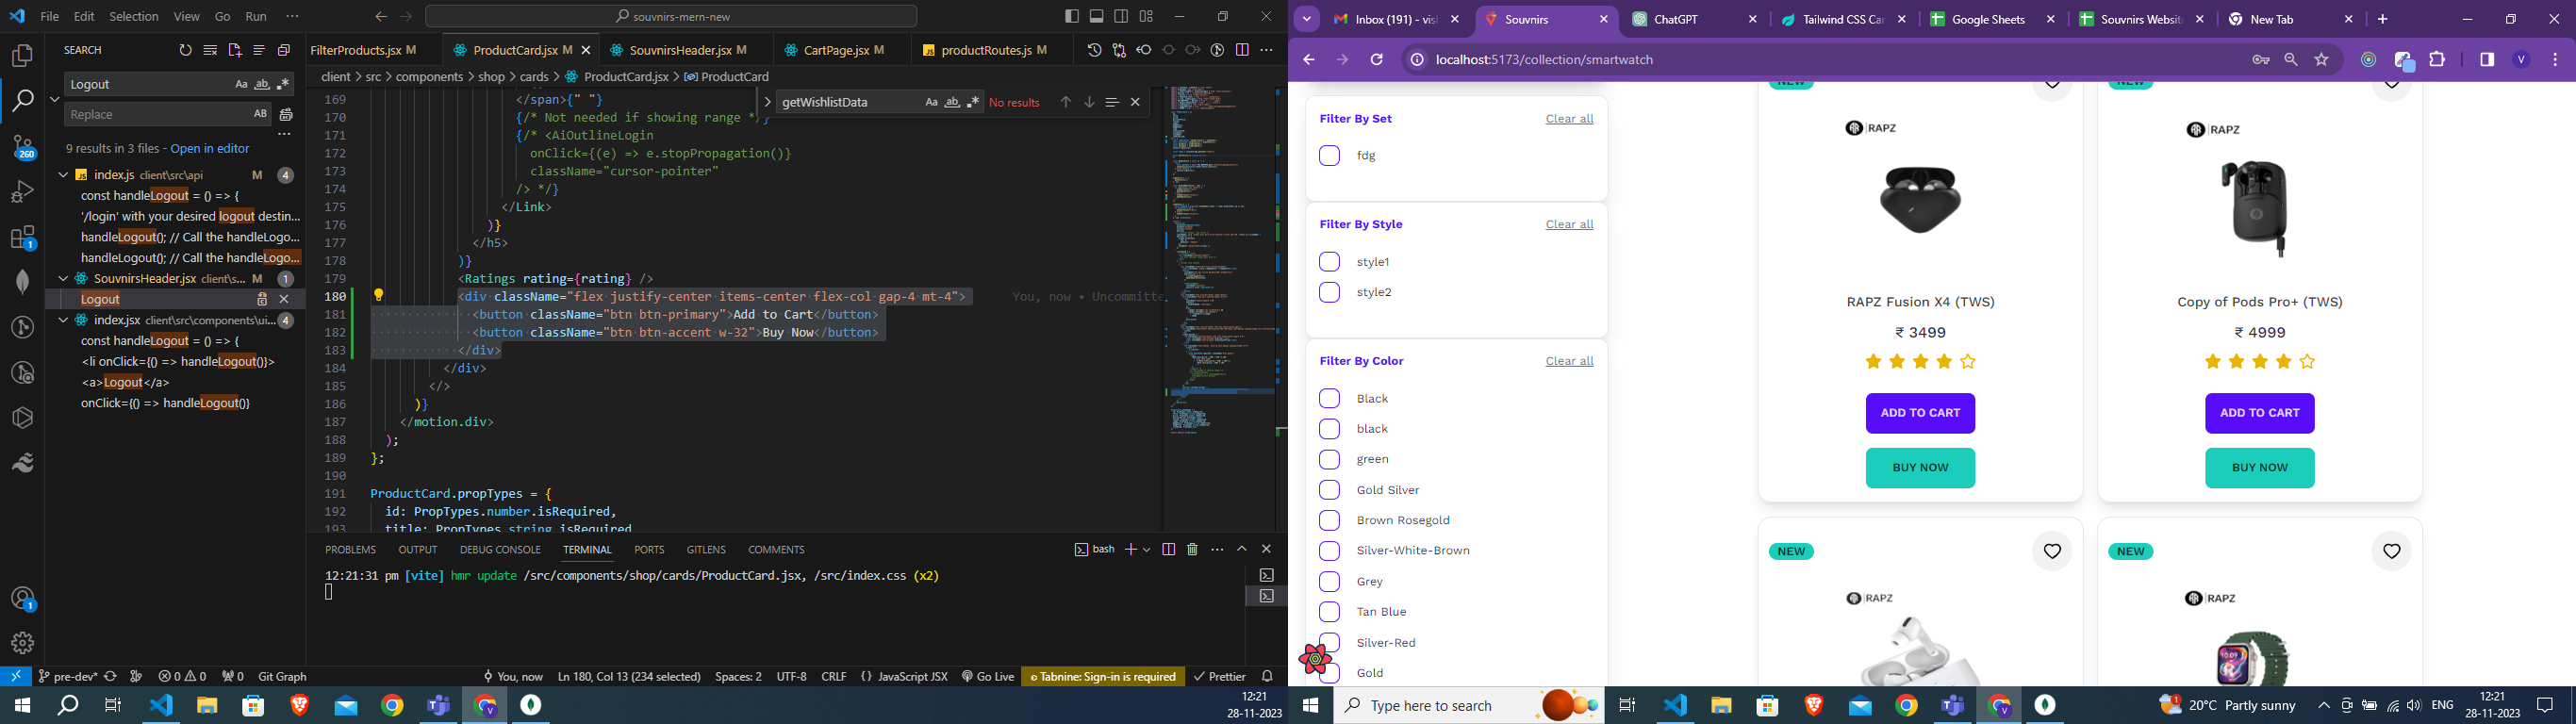 File Edit Selection View Go Run ···
souvnirs-mern-new
SEARCH
Logout
Aa ab
Replace
AB
9 results in 3 files - Open in editor
index.js client\src\api M 4
const handleLogout = () => {
'/login' with your desired logout destin...
handleLogout(); // Call the handleLogo...
handleLogout(); // Call the handleLogo...
SouvnirsHeader.jsx client\s... M 1
Logout
index.jsx client\src\components\ui... 4
const handleLogout = () => {
<li onClick={() => handleLogout()}>
<a>Logout</a>
onClick={() => handleLogout()}
260
1
1
FilterProducts.jsx M
ProductCard.jsx M
SouvnirsHeader.jsx M
CartPage.jsx M
productRoutes.js M
client > src > components > shop > cards > ProductCard.jsx > ProductCard
getWishlistData Aa ab No results
169 </span>{" "}
170 {/* Not needed if showing range */}
171 {/* <AiOutlineLogin
172 onClick={(e) => e.stopPropagation()}
173 className="cursor-pointer"
174 /> */}
175 </Link>
176 )}
177 </h5>
178 )}
179 <Ratings rating={rating} />
180 <div className="flex justify-center items-center flex-col gap-4 mt-4"> You, now • Uncommitte
181 <button className="btn btn-primary">Add to Cart</button>
182 <button className="btn btn-accent w-32">Buy Now</button>
183 </div>
184 </div>
185 </>
186 )}
187 </motion.div>
188 );
189 };
190
191 ProductCard.propTypes = {
192 id: PropTypes.number.isRequired,
193 title: PropTypes.string.isRequired,
PROBLEMS OUTPUT DEBUG CONSOLE TERMINAL PORTS GITLENS COMMENTS
bash
12:21:31 pm [vite] hmr update /src/components/shop/cards/ProductCard.jsx, /src/index.css (x2)
pre-dev* 0 0 0 Git Graph
You, now Ln 180, Col 13 (234 selected) Spaces: 2 UTF-8 CRLF {} JavaScript JSX Go Live Tabnine: Sign-in is required Prettier
12:21
28-11-2023
Inbox (191) - vis
Souvnirs
ChatGPT
Tailwind CSS Car
Google Sheets
Souvnirs Website
New Tab
localhost:5173/collection/smartwatch
V
Filter By Set Clear all
fdg
Filter By Style Clear all
style1
style2
Filter By Color Clear all
Black
black
green
Gold Silver
Brown Rosegold
Silver-White-Brown
Grey
Tan Blue
Silver-Red
Gold
NEW
RAPZ
RAPZ Fusion X4 (TWS)
₹ 3499
ADD TO CART
BUY NOW
NEW
RAPZ
Copy of Pods Pro+ (TWS)
₹ 4999
ADD TO CART
BUY NOW
NEW
RAPZ
NEW
RAPZ
Type here to search
20°C Partly sunny
ENG
12:21
28-11-2023